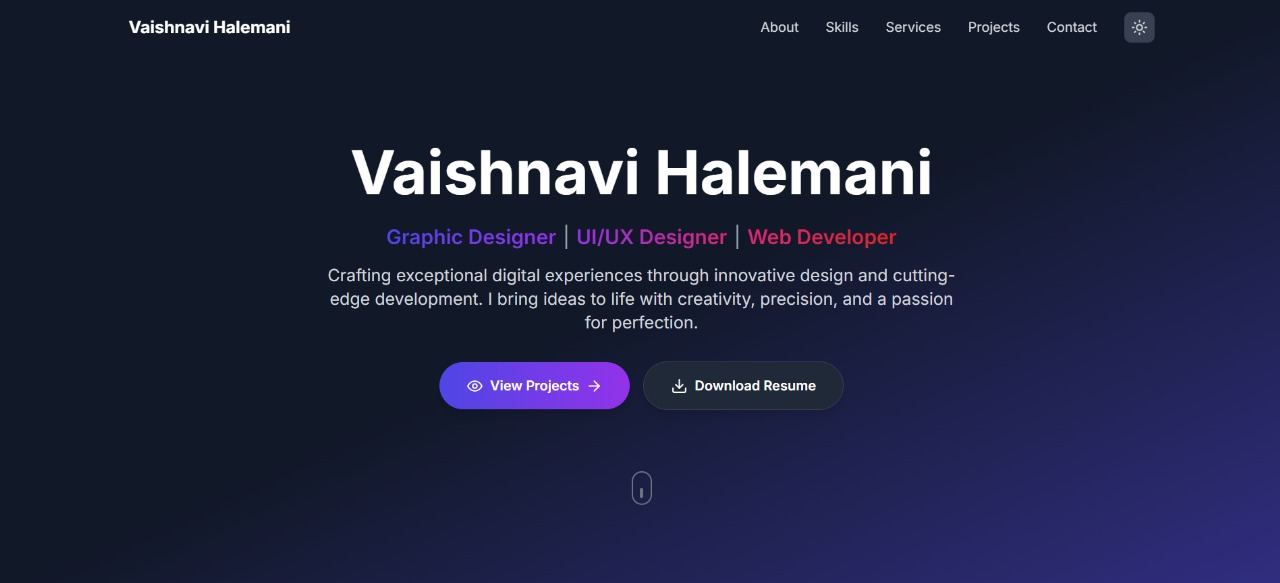 Vaishnavi Halemani About Skills Services Projects Contact
Vaishnavi Halemani
Graphic Designer | UI/UX Designer | Web Developer
Crafting exceptional digital experiences through innovative design and cutting-
edge development. I bring ideas to life with creativity, precision, and a passion
for perfection.
View Projects → Download Resume